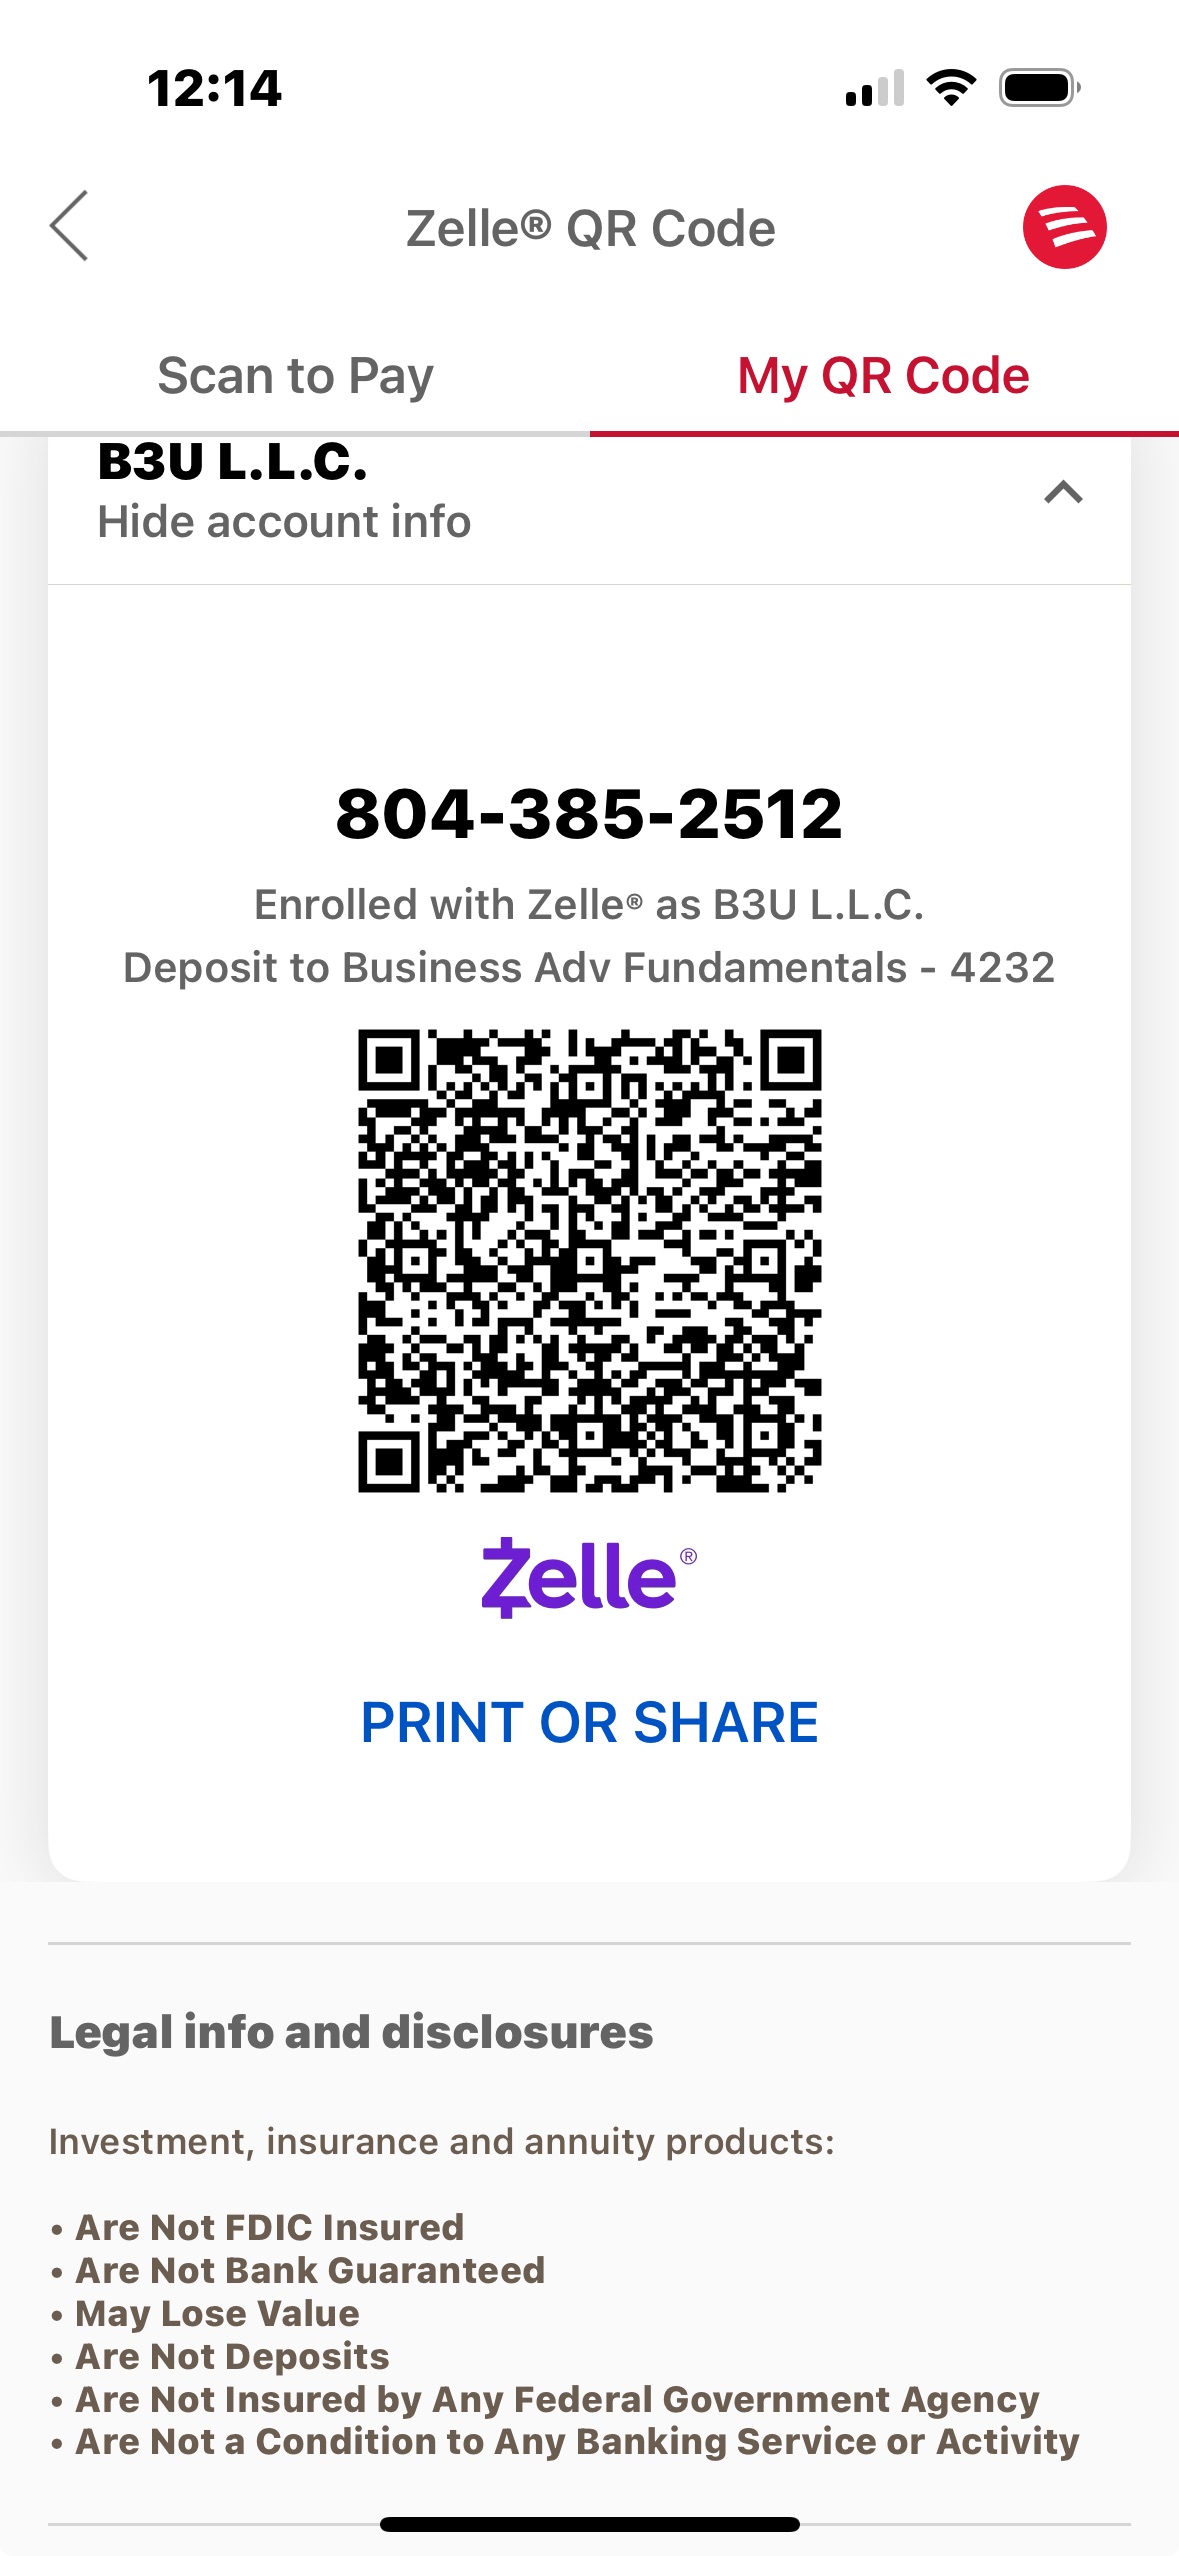 12:14
Zelle® QR Code
Scan to Pay
My QR Code
B3U L.L.C.
Hide account info
804-385-2512
Enrolled with Zelle® as B3U L.L.C.
Deposit to Business Adv Fundamentals - 4232
Zelle®
PRINT OR SHARE
Legal info and disclosures
Investment, insurance and annuity products:
• Are Not FDIC Insured
• Are Not Bank Guaranteed
• May Lose Value
• Are Not Deposits
• Are Not Insured by Any Federal Government Agency
• Are Not a Condition to Any Banking Service or Activity